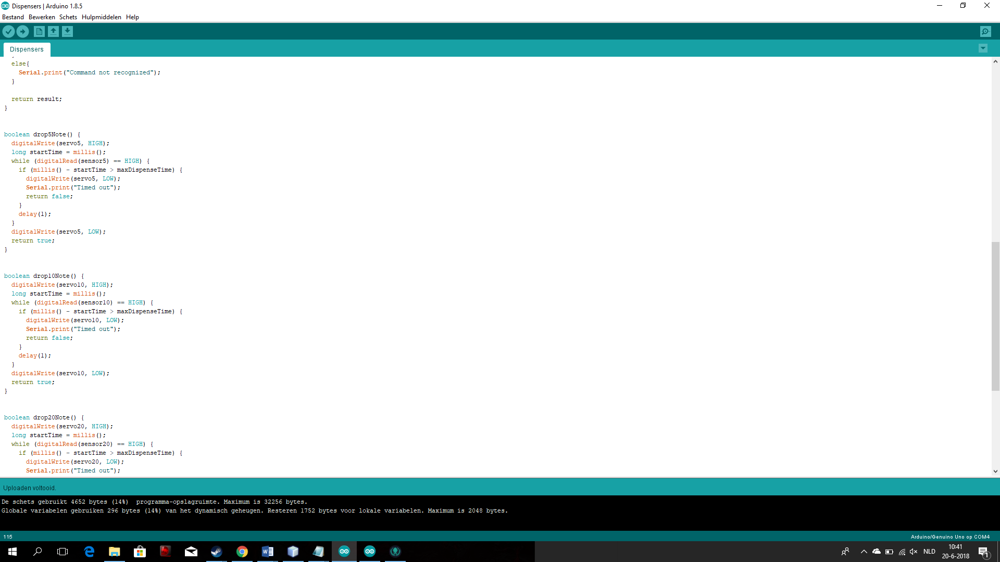 Dispensers | Arduino 1.8.5
Bestand Bewerken Schets Hulpmiddelen Help
Dispensers
else{
Serial.print("Command not recognized");
}
return result;
}
boolean drop5Note() {
digitalWrite(servo5, HIGH);
long startTime = millis();
while (digitalRead(sensor5) == HIGH) {
if (millis() - startTime > maxDispenseTime) {
digitalWrite(servo5, LOW);
Serial.print("Timed out");
return false;
}
delay(1);
}
digitalWrite(servo5, LOW);
return true;
}
boolean drop10Note() {
digitalWrite(servo10, HIGH);
long startTime = millis();
while (digitalRead(sensor10) == HIGH) {
if (millis() - startTime > maxDispenseTime) {
digitalWrite(servo10, LOW);
Serial.print("Timed out");
return false;
}
delay(1);
}
digitalWrite(servo10, LOW);
return true;
}
boolean drop20Note() {
digitalWrite(servo20, HIGH);
long startTime = millis();
while (digitalRead(sensor20) == HIGH) {
if (millis() - startTime > maxDispenseTime) {
digitalWrite(servo20, LOW);
Serial.print("Timed out");
Uploaden voltooid.
De schets gebruikt 4652 bytes (14%)  programma-opslagruimte. Maximum is 32256 bytes.
Globale variabelen gebruiken 296 bytes (14%) van het dynamisch geheugen. Resteren 1752 bytes voor lokale variabelen. Maximum is 2048 bytes.
115
Arduino/Genuino Uno op COM4
NLD
10:41
20-6-2018
1